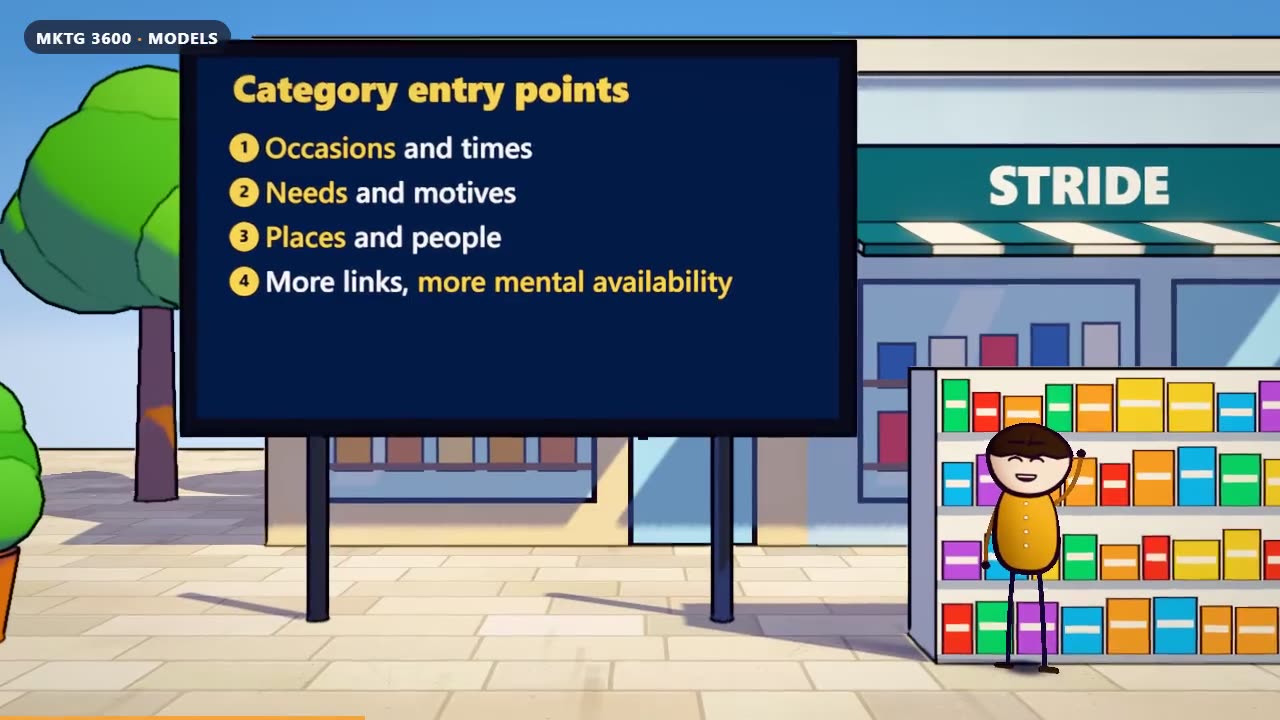 MKTG 3600 · MODELS
Category entry points
1 Occasions and times
2 Needs and motives
3 Places and people
4 More links, more mental availability
STRIDE